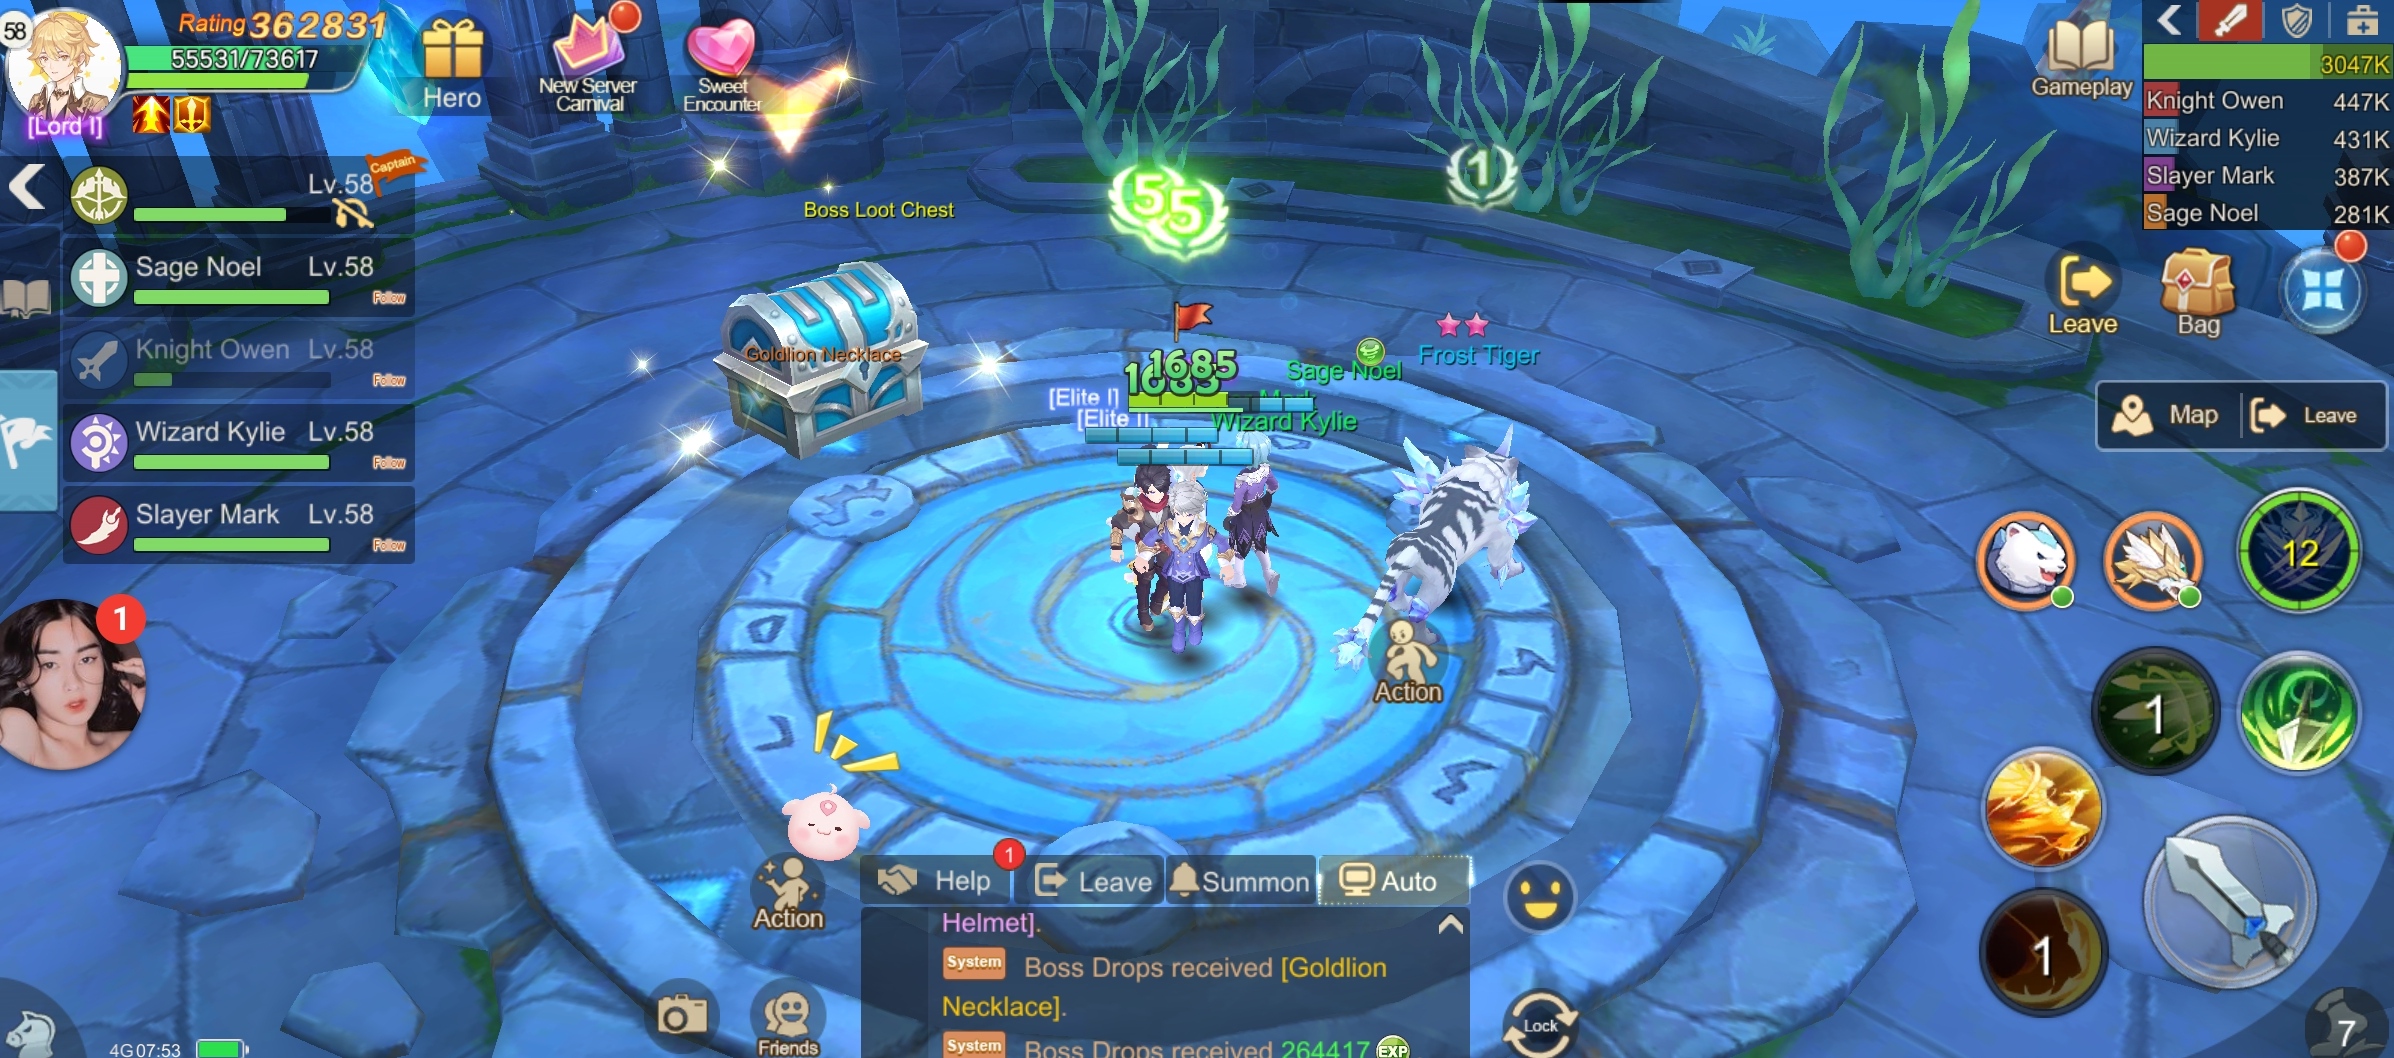 58
Rating 362831
55531/73617
[Lord I]
Hero
New Server
Carnival
Sweet
Encounter
Gameplay
3047K
Knight Owen 447K
Wizard Kylie 431K
Slayer Mark 387K
Sage Noel 281K
Captain
Lv.58
Sage Noel Lv.58
Follow
Knight Owen Lv.58
Follow
Wizard Kylie Lv.58
Follow
Slayer Mark Lv.58
Follow
1
Boss Loot Chest
Goldlion Necklace
55
1
1685
[Elite I]
[Elite I]
Sage Noel
Wizard Kylie
Frost Tiger
Leave
Bag
Map
Leave
12
1
1
7
Action
Action
Help
1
Leave
Summon
Auto
Helmet].
System Boss Drops received [Goldlion
Necklace].
System Boss Drops received 264417 EXP
Friends
Lock
4G 07:53